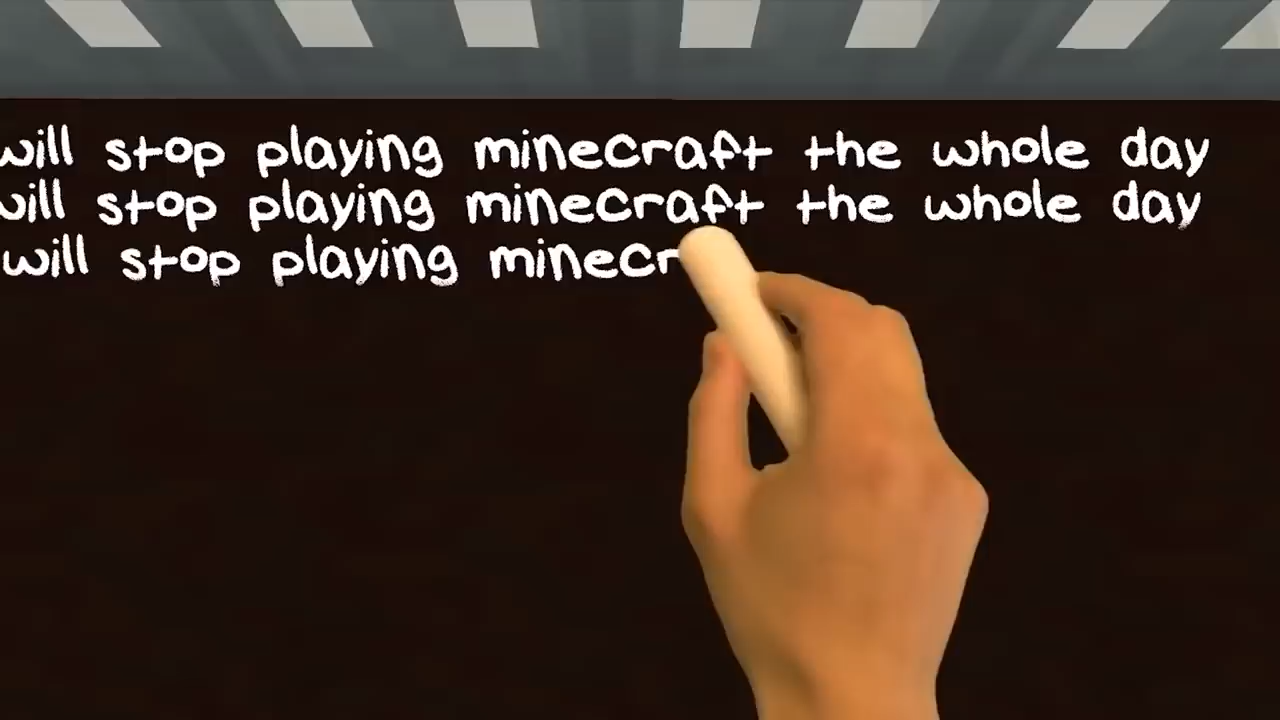 will stop playing minecraft the whole day
will stop playing minecraft the whole day
will stop playing minecr